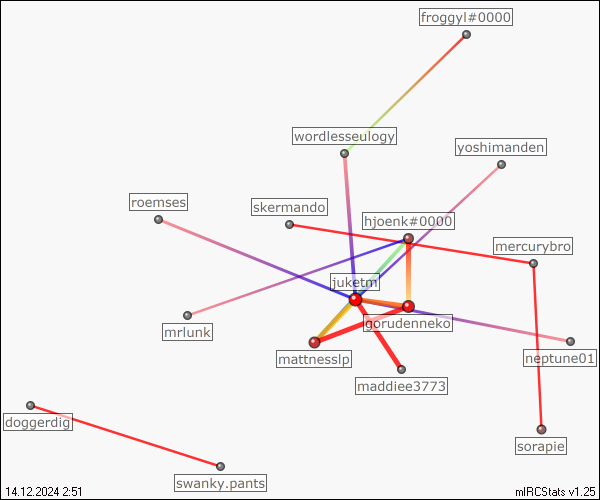 froggyl#0000
wordlesseulogy
yoshimanden
roemses
skermando
hjoenk#0000
mercurybro
juketm
mrlunk
gorudenneko
mattnesslp
neptune01
maddiee3773
doggerdig
sorapie
swanky.pants
14.12.2024 2:51
mIRCStats v1.25